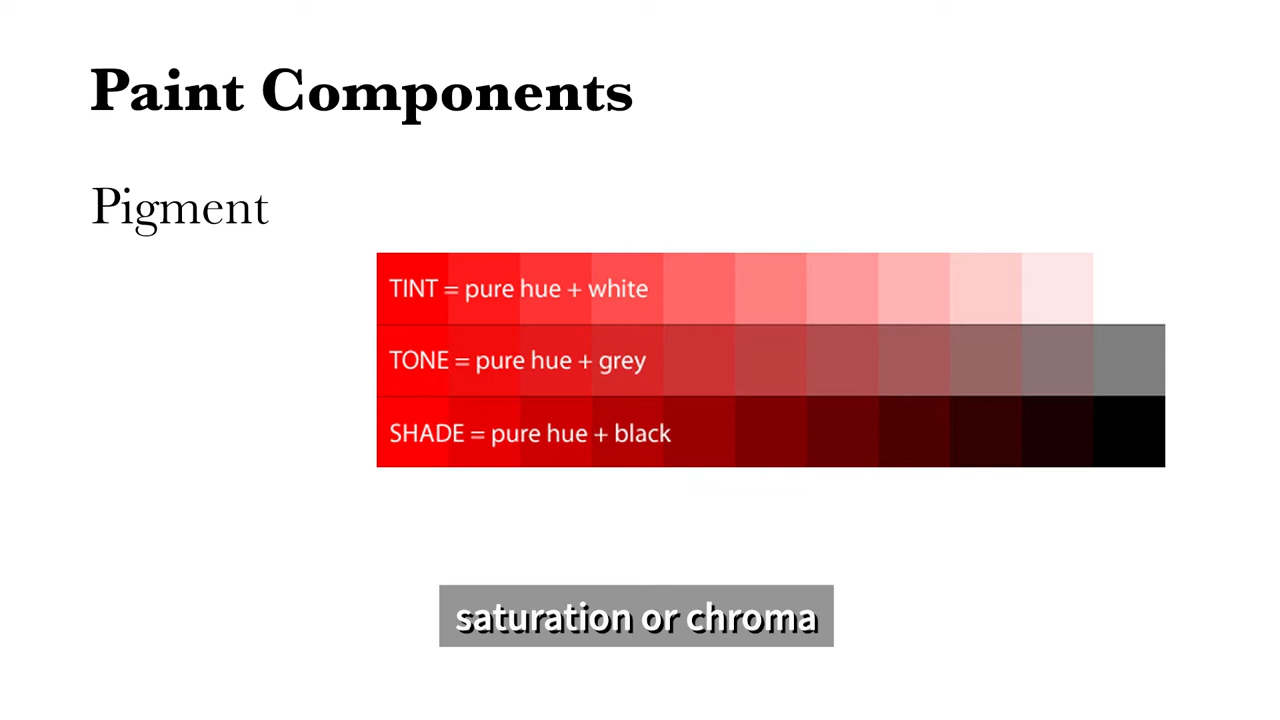 Paint Components
Pigment
TINT = pure hue + white
TONE = pure hue + grey
SHADE = pure hue + black
saturation or chroma